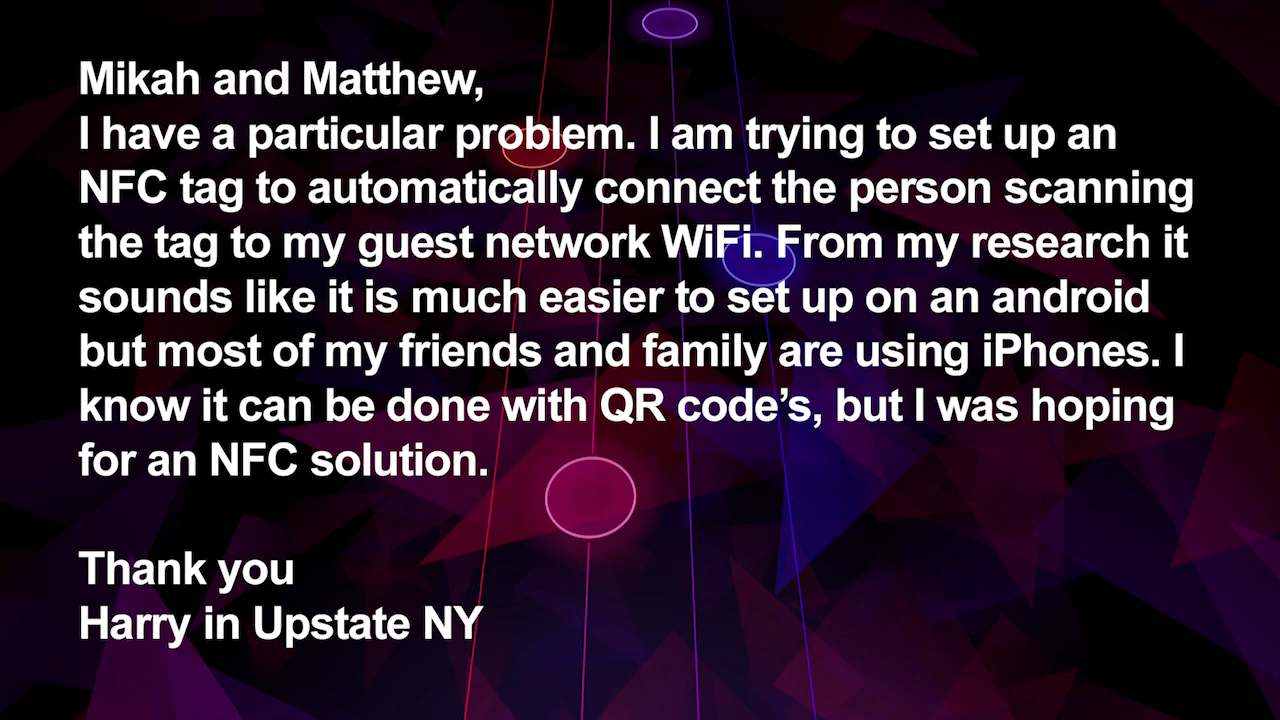 Mikah and Matthew,
I have a particular problem. I am trying to set up an
NFC tag to automatically connect the person scanning
the tag to my guest network WiFi. From my research it
sounds like it is much easier to set up on an android
but most of my friends and family are using iPhones. I
know it can be done with QR code’s, but I was hoping
for an NFC solution.
Thank you
Harry in Upstate NY